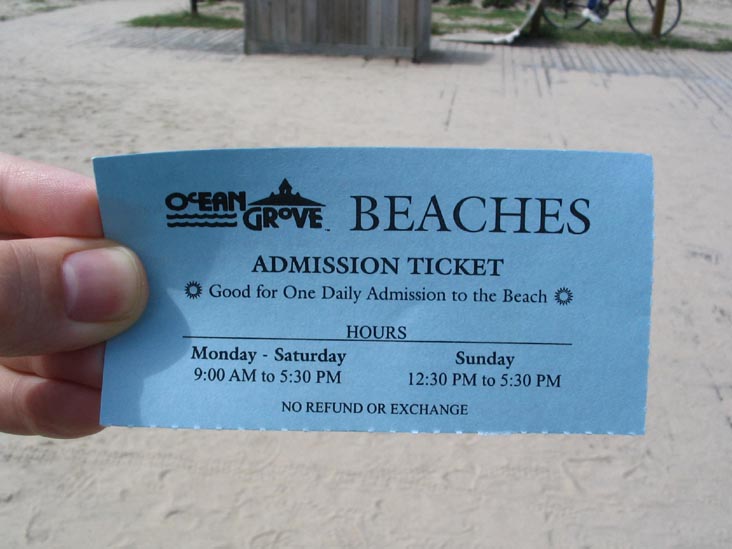 OCEAN GROVE™ BEACHES
ADMISSION TICKET
Good for One Daily Admission to the Beach
HOURS
Monday - Saturday
9:00 AM to 5:30 PM
Sunday
12:30 PM to 5:30 PM
NO REFUND OR EXCHANGE